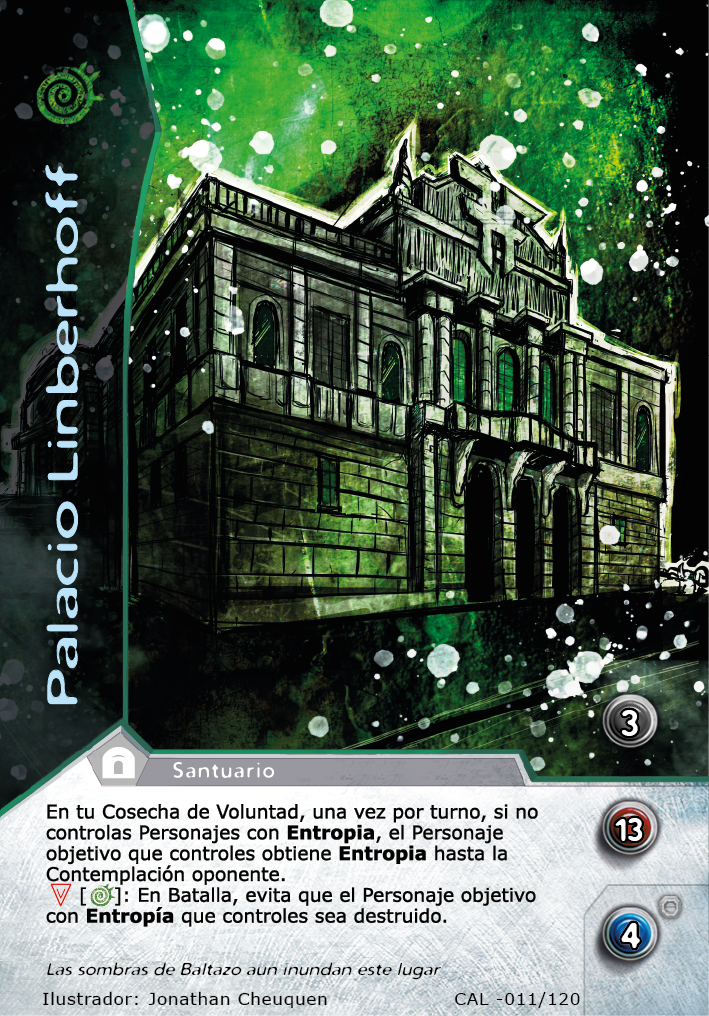 Palacio Linberhoff
3
Santuario
En tu Cosecha de Voluntad, una vez por turno, si no
controlas Personajes con Entropia, el Personaje
objetivo que controles obtiene Entropia hasta la
Contemplación oponente.
[ ]: En Batalla, evita que el Personaje objetivo
con Entropía que controles sea destruido.
13
4
Las sombras de Baltazo aun inundan este lugar
Ilustrador: Jonathan Cheuquen
CAL -011/120